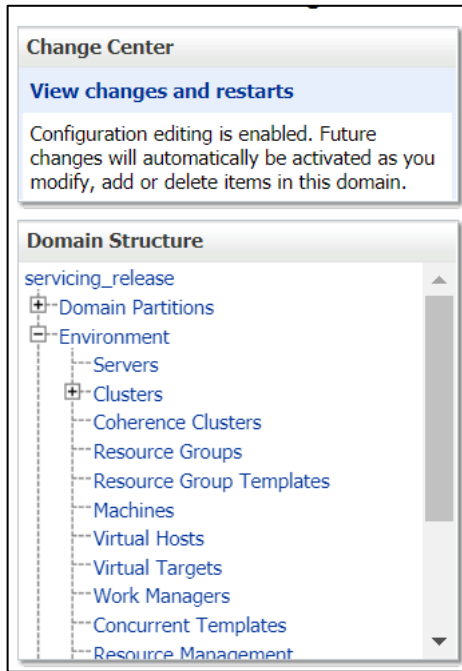 Change Center
View changes and restarts
Configuration editing is enabled. Future
changes will automatically be activated as you
modify, add or delete items in this domain.
Domain Structure
servicing_release
Domain Partitions
Environment
Servers
Clusters
Coherence Clusters
Resource Groups
Resource Group Templates
Machines
Virtual Hosts
Virtual Targets
Work Managers
Concurrent Templates
Resource Management